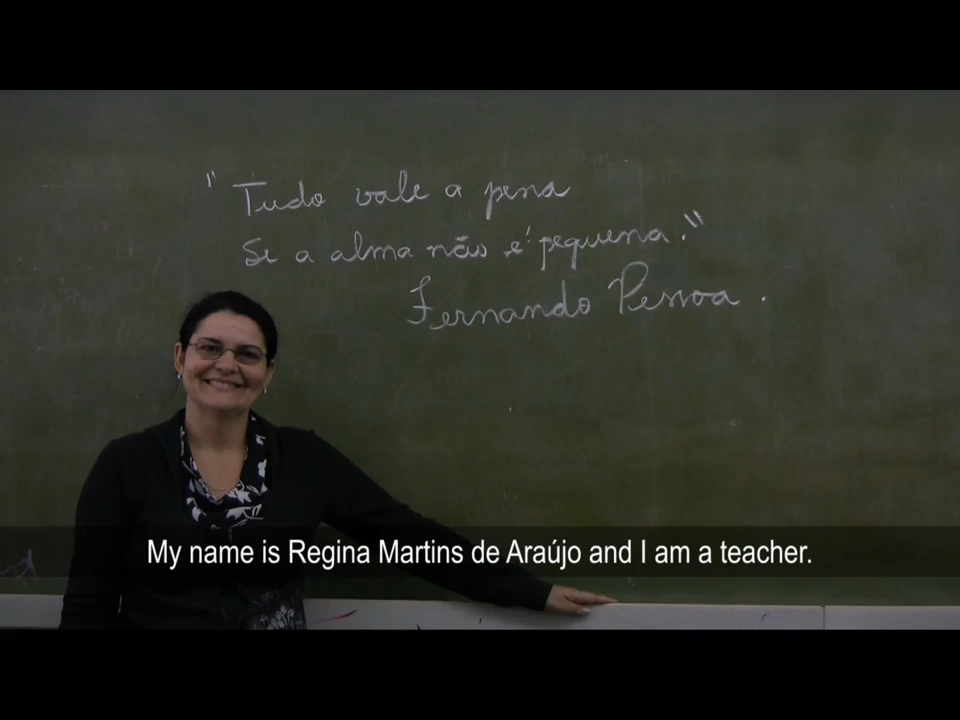 "Tudo vale a pena
Se a alma não é pequena."
Fernando Pessoa.
My name is Regina Martins de Araújo and I am a teacher.